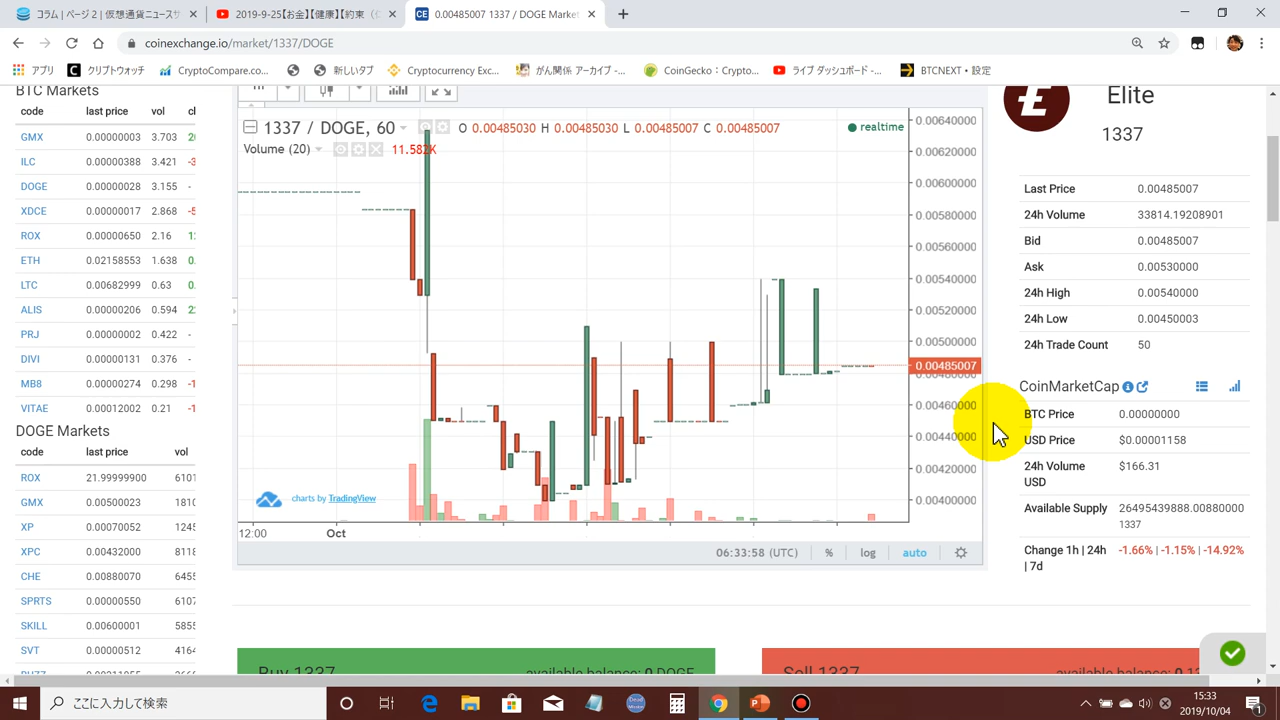 コラム | ページ 2 | 仮想通貨ニュースサ
2019-9-25【お金】【健康】【約束（
0.00485007 1337 / DOGE Market
coinexchange.io/market/1337/DOGE
アプリ
クリプトウォッチ
CryptoCompare.co...
新しいタブ
Cryptocurrency Exc...
がん関係 アーカイブ - ...
CoinGecko : Crypto...
ライブ ダッシュボード - ...
BTCNEXT・設定
BTC Markets
code last price vol cl
GMX 0.00000003 3.703
ILC 0.00000388 3.421
DOGE 0.00000028 3.155 -
XDCE 0.00000017 2.868
ROX 0.00000650 2.16
ETH 0.02158553 1.638
LTC 0.00682999 0.63
ALIS 0.00000206 0.594
PRJ 0.00000002 0.422 -
DIVI 0.00000131 0.376 -
MB8 0.00000274 0.298
VITAE 0.00012002 0.21
DOGE Markets
code last price vol
ROX 21.99999900 6101
GMX 0.00500023 1810
XP 0.00070052 1245
XPC 0.00432000 8118
CHE 0.00880070 6455
SPRTS 0.00000550 6107
SKILL 0.00600001 5855
SVT 0.00000512 4164
1337 / DOGE, 60
O 0.00485030 H 0.00485030 L 0.00485007 C 0.00485007
realtime
Volume (20)
11.582K
0.00640000
0.00620000
0.00600000
0.00580000
0.00560000
0.00540000
0.00520000
0.00500000
0.00485007
0.00480000
0.00460000
0.00440000
0.00420000
0.00400000
charts by TradingView
12:00
Oct
06:33:58 (UTC)
%
log
auto
Elite
1337
Last Price 0.00485007
24h Volume 33814.19208901
Bid 0.00485007
Ask 0.00530000
24h High 0.00540000
24h Low 0.00450003
24h Trade Count 50
CoinMarketCap
BTC Price 0.00000000
USD Price $0.00001158
24h Volume USD $166.31
Available Supply 26495439888.00880000 1337
Change 1h | 24h | 7d -1.66% | -1.15% | -14.92%
Buy 1337
available balance: 0 DOGE
Sell 1337
ここに入力して検索
15:33
2019/10/04